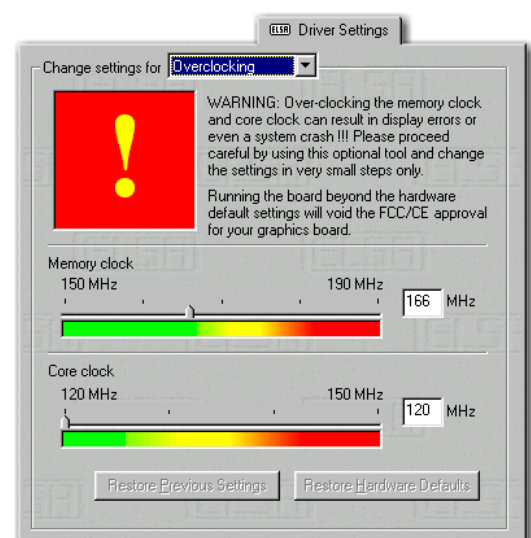 ELSA Driver Settings
Change settings for Overclocking
WARNING: Over-clocking the memory clock
and core clock can result in display errors or
even a system crash !!! Please proceed
careful by using this optional tool and change
the settings in very small steps only.
Running the board beyond the hardware
default settings will void the FCC/CE approval
for your graphics board.
!
Memory clock
150 MHz 190 MHz
166 MHz
Core clock
120 MHz 150 MHz
120 MHz
Restore Previous Settings Restore Hardware Defaults